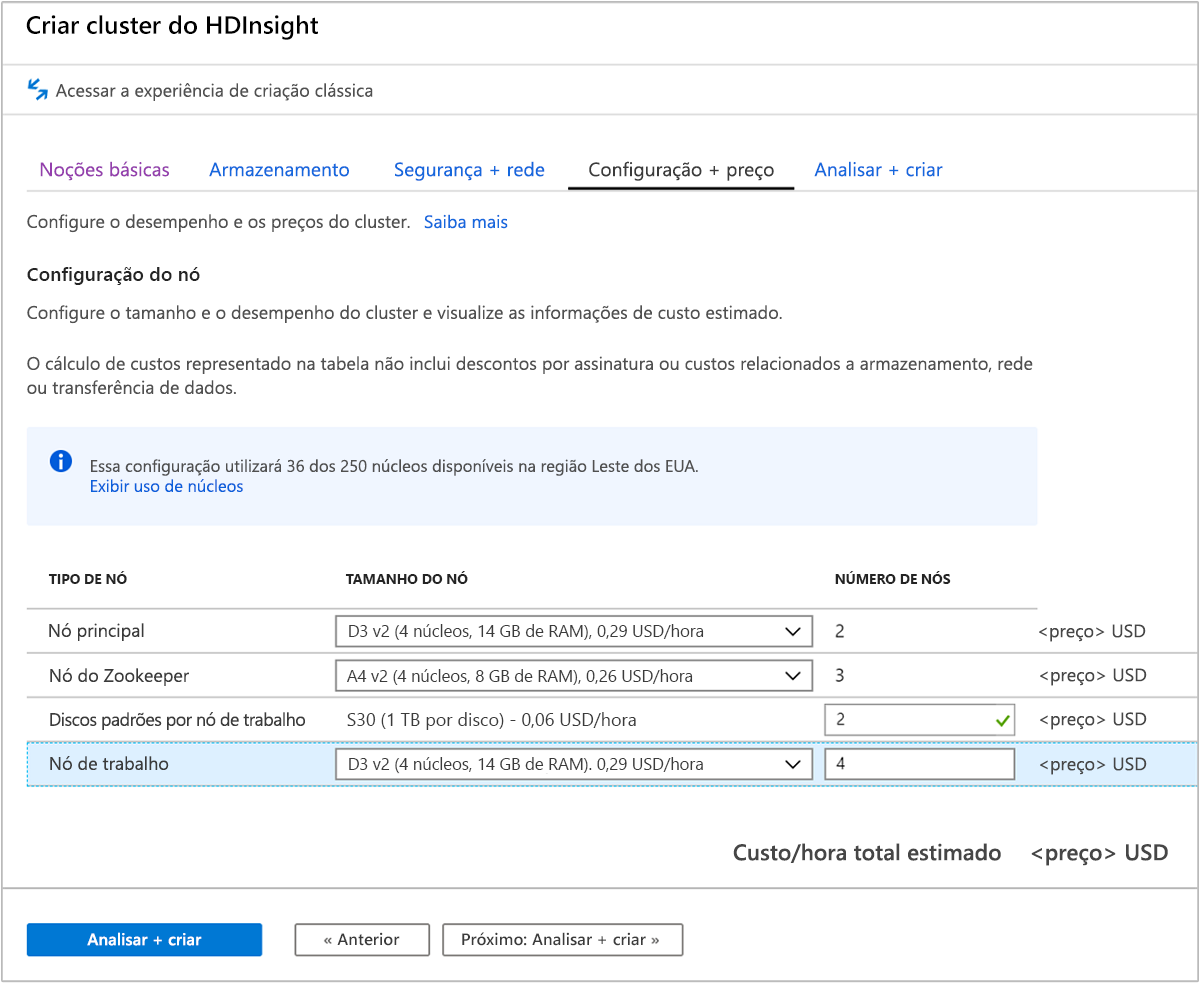 Criar cluster do HDInsight
Acessar a experiência de criação clássica
Noções básicas Armazenamento Segurança + rede Configuração + preço Analisar + criar
Configure o desempenho e os preços do cluster. Saiba mais
Configuração do nó
Configure o tamanho e o desempenho do cluster e visualize as informações de custo estimado.
O cálculo de custos representado na tabela não inclui descontos por assinatura ou custos relacionados a armazenamento, rede
ou transferência de dados.
Essa configuração utilizará 36 dos 250 núcleos disponíveis na região Leste dos EUA.
Exibir uso de núcleos
TIPO DE NÓ TAMANHO DO NÓ NÚMERO DE NÓS
Nó principal D3 v2 (4 núcleos, 14 GB de RAM), 0,29 USD/hora 2 <preço> USD
Nó do Zookeeper A4 v2 (4 núcleos, 8 GB de RAM), 0,26 USD/hora 3 <preço> USD
Discos padrões por nó de trabalho S30 (1 TB por disco) - 0,06 USD/hora 2 <preço> USD
Nó de trabalho D3 v2 (4 núcleos, 14 GB de RAM). 0,29 USD/hora 4 <preço> USD
Custo/hora total estimado <preço> USD
Analisar + criar « Anterior Próximo: Analisar + criar »